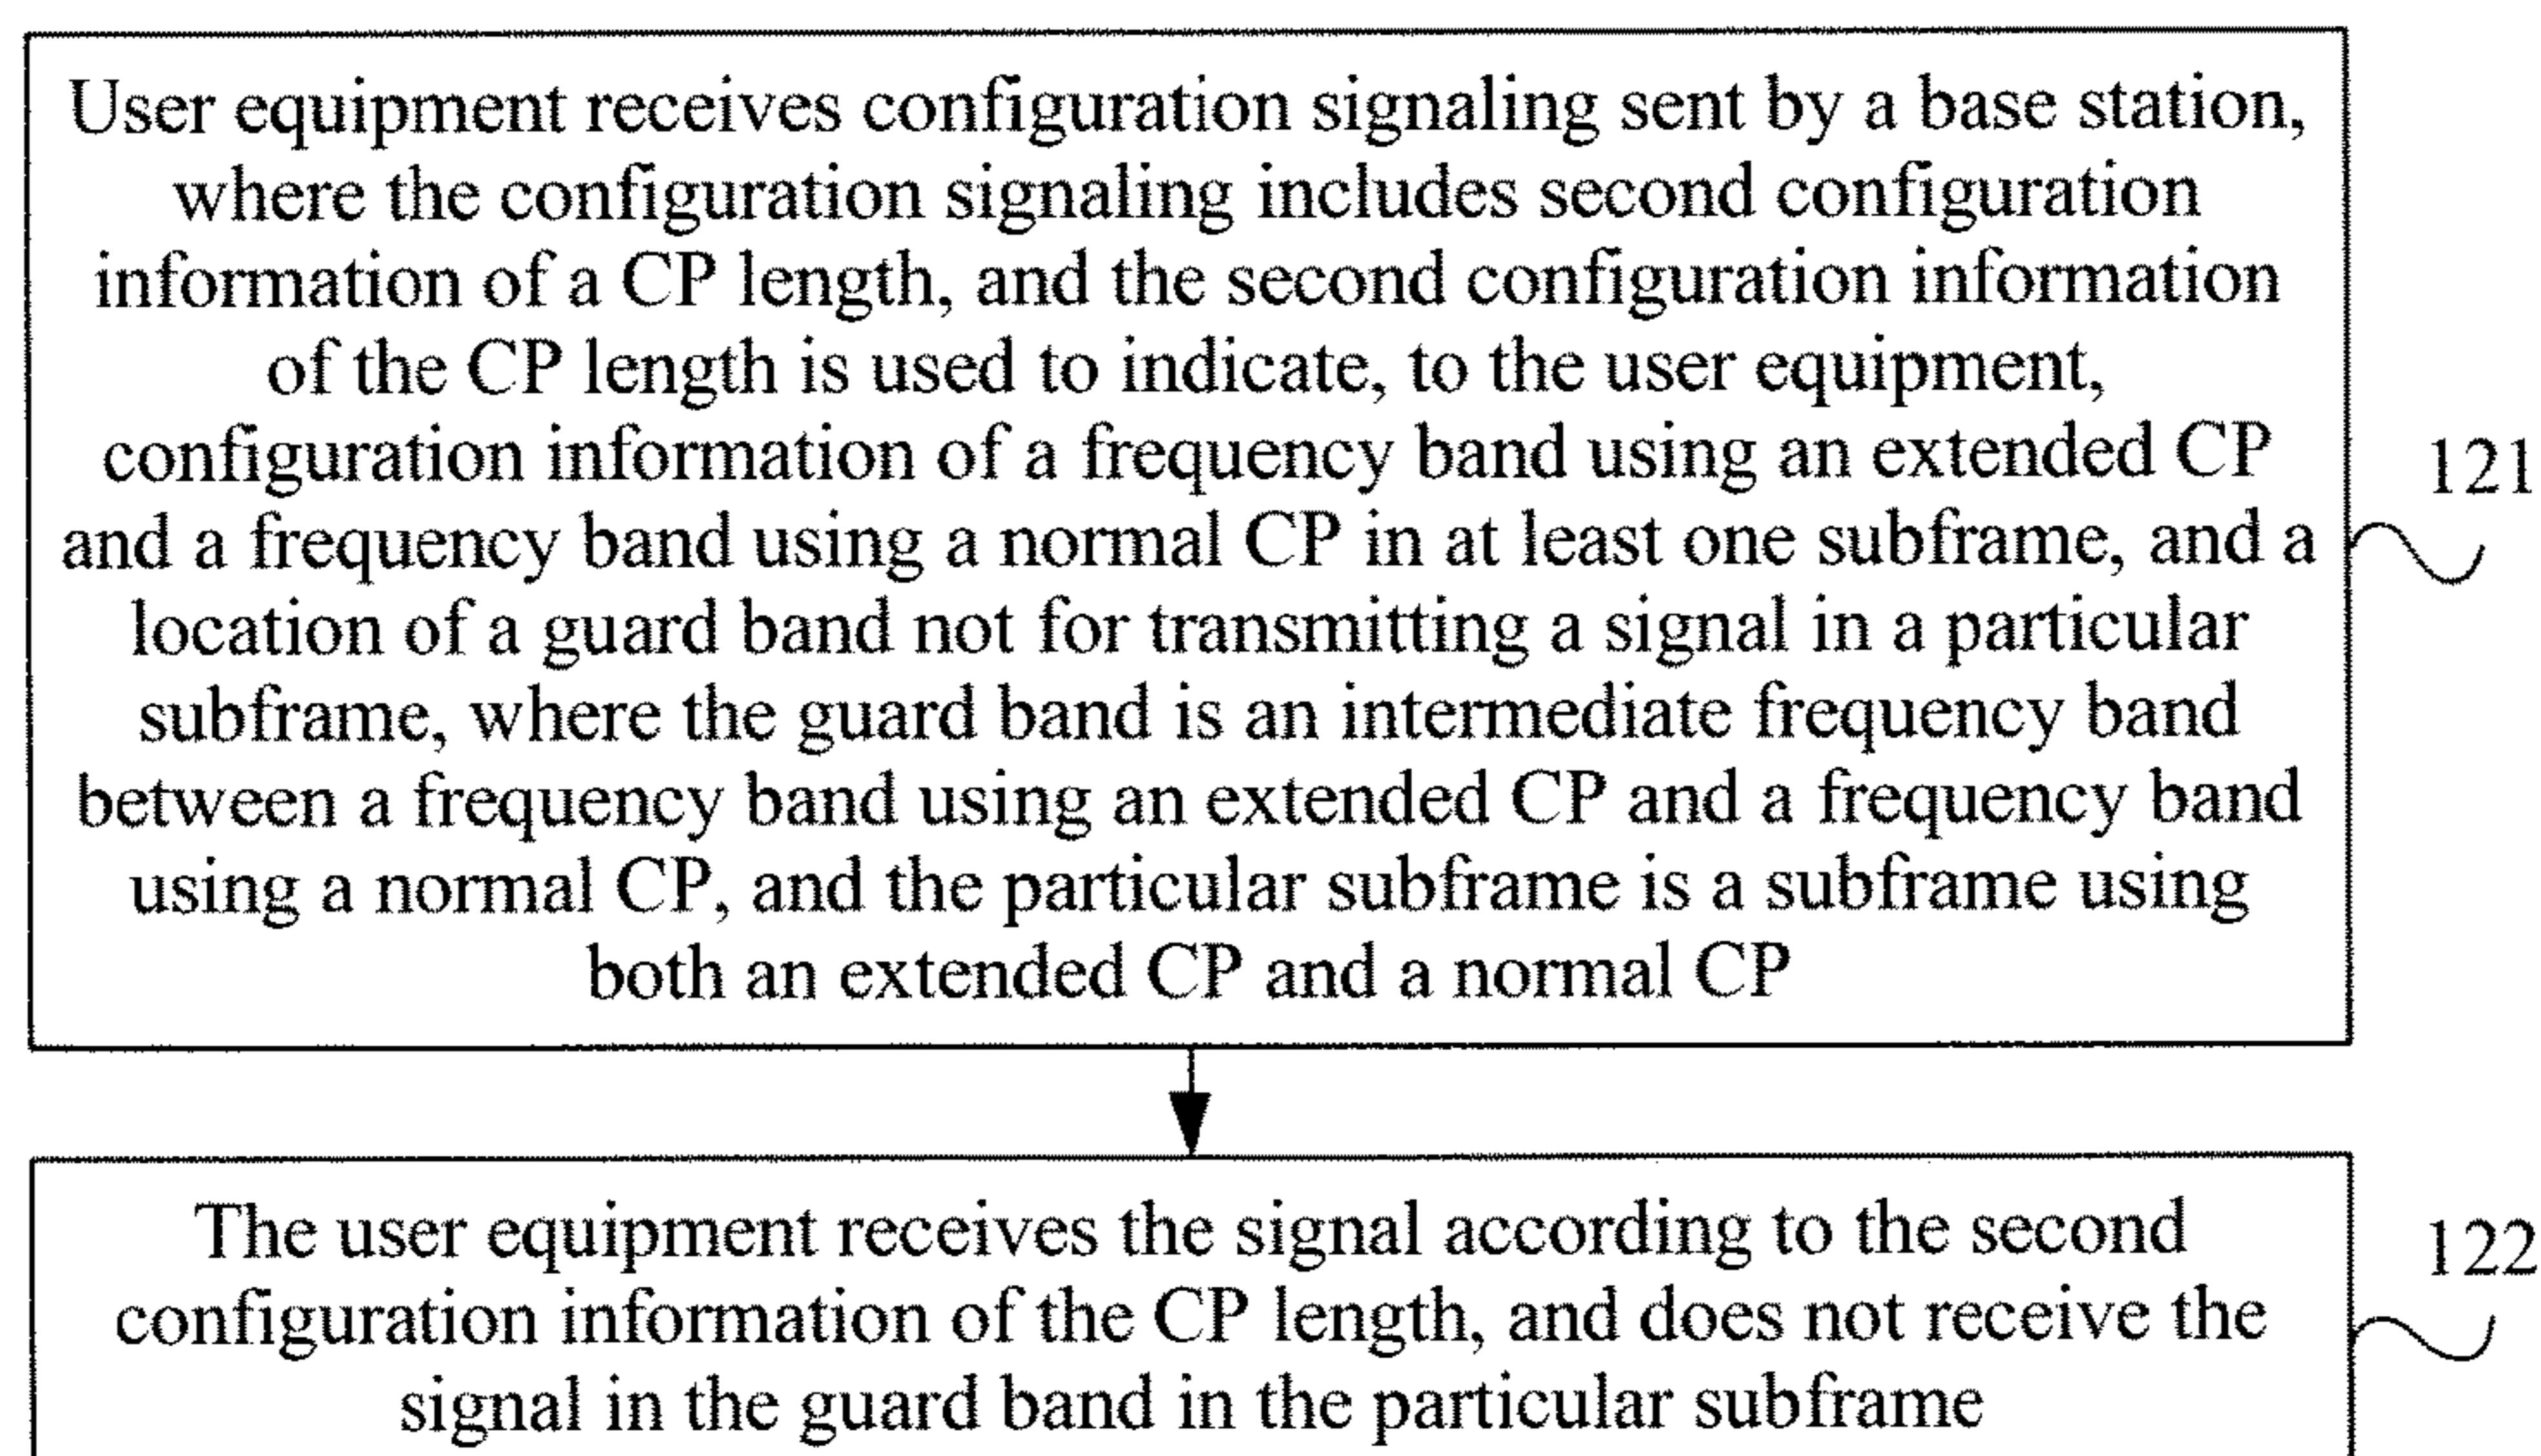 User equipment receives configuration signaling sent by a base station,
where the configuration signaling includes second configuration
information of a CP length, and the second configuration information
of the CP length is used to indicate, to the user equipment,
configuration information of a frequency band using an extended CP
and a frequency band using a normal CP in at least one subframe, and a
location of a guard band not for transmitting a signal in a particular
subframe, where the guard band is an intermediate frequency band
between a frequency band using an extended CP and a frequency band
using a normal CP, and the particular subframe is a subframe using
both an extended CP and a normal CP
121
The user equipment receives the signal according to the second
configuration information of the CP length, and does not receive the
signal in the guard band in the particular subframe
122